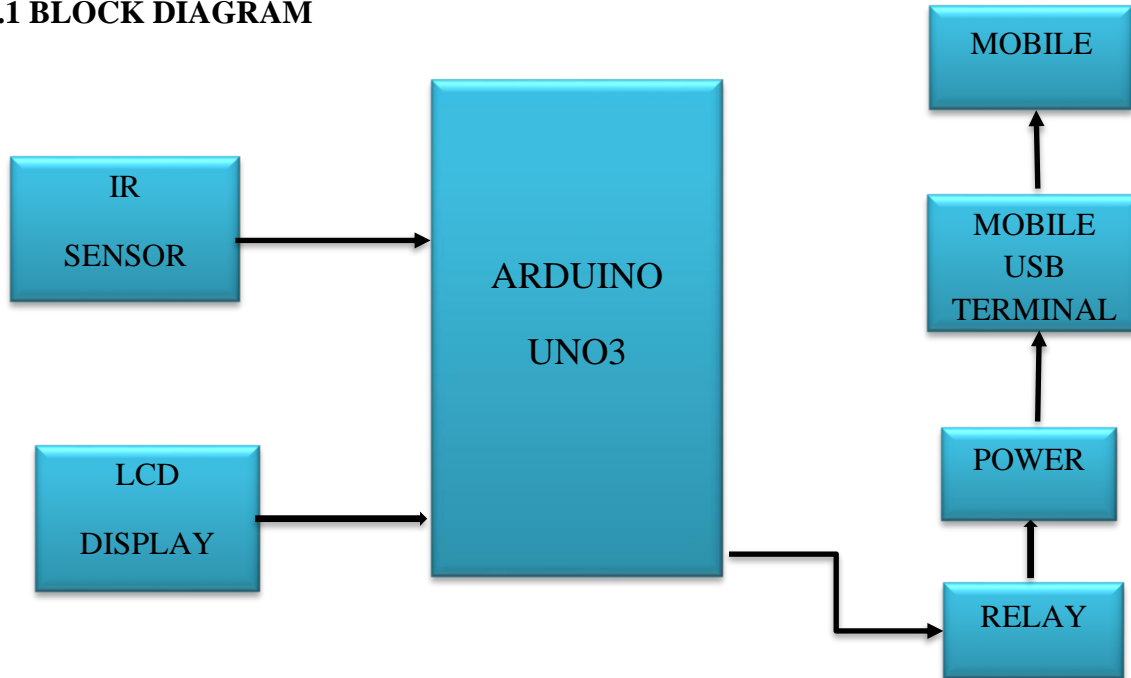 .1 BLOCK DIAGRAM
MOBILE
IR
SENSOR
ARDUINO
UNO3
MOBILE
USB
TERMINAL
LCD
DISPLAY
POWER
RELAY